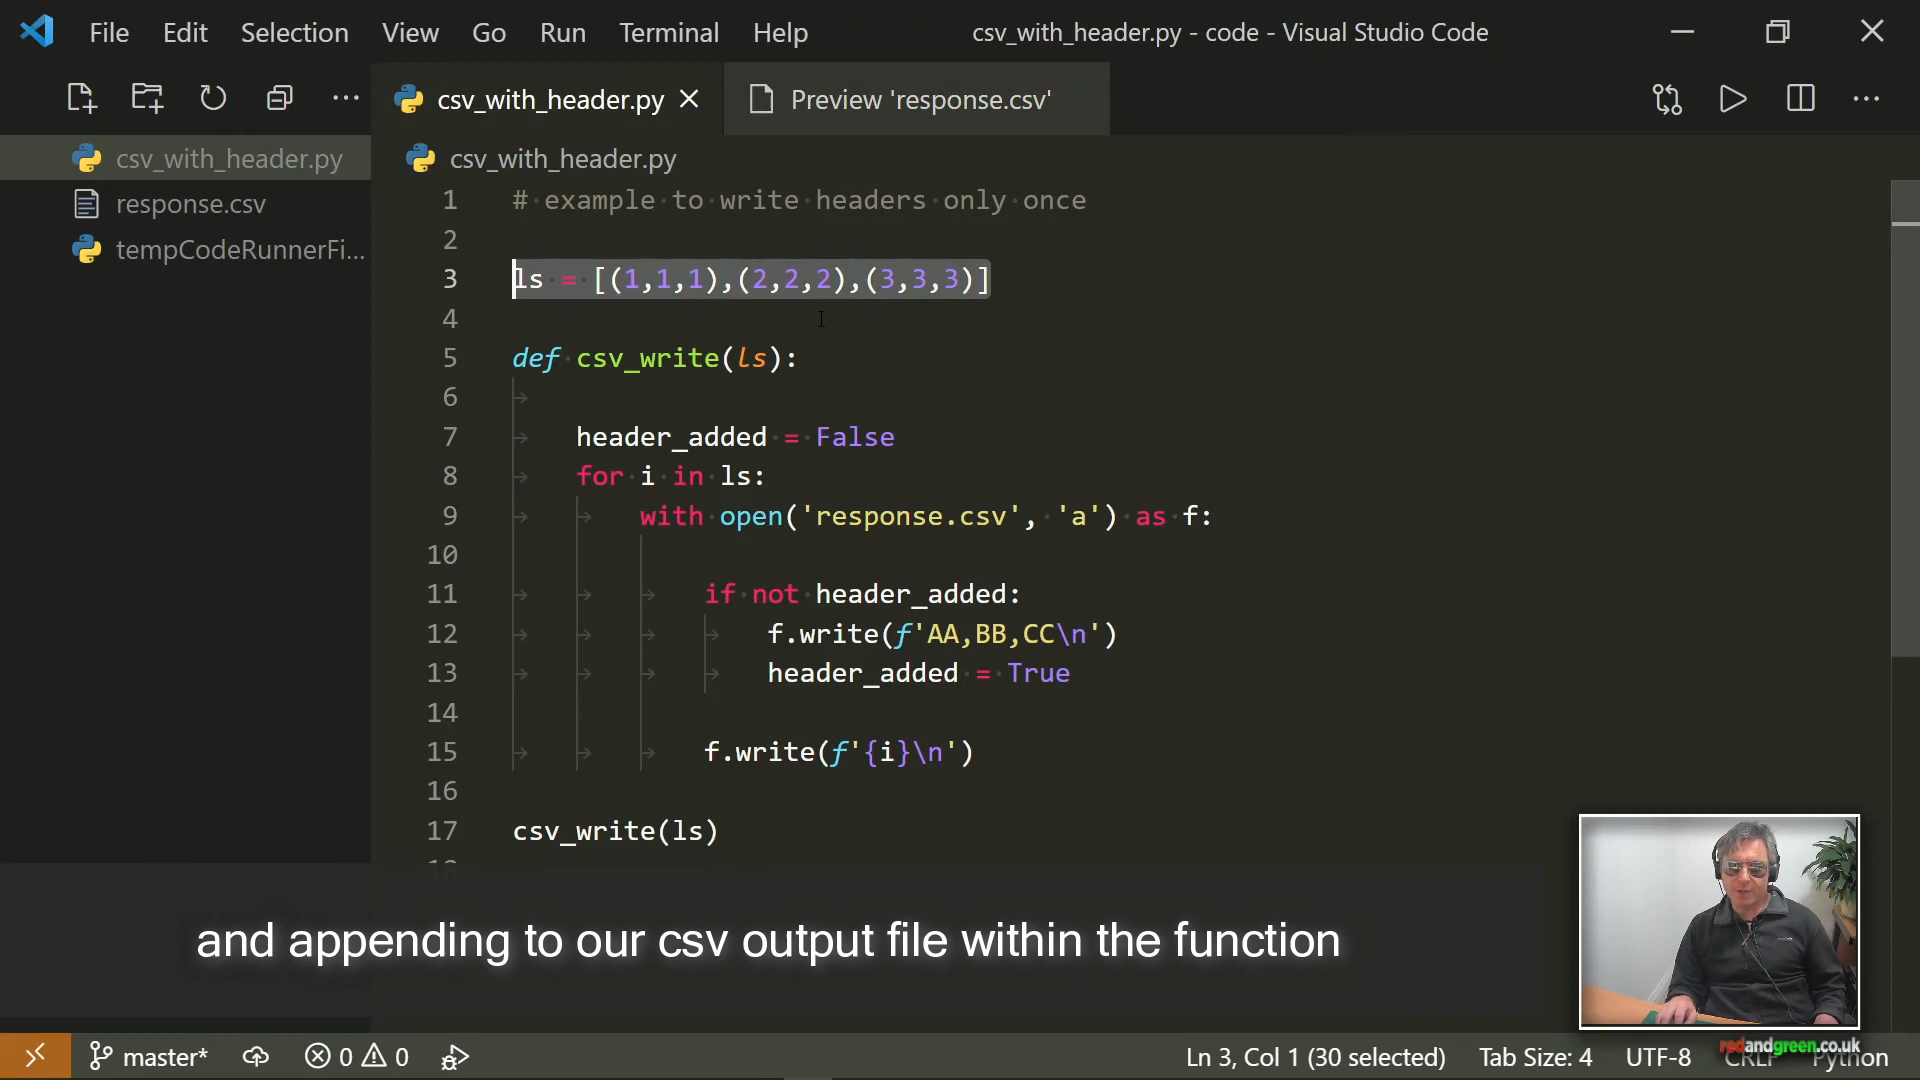 File Edit Selection View Go Run Terminal Help csv_with_header.py - code - Visual Studio Code
csv_with_header.py Preview 'response.csv'
csv_with_header.py
response.csv
tempCodeRunnerFi...
csv_with_header.py
1 # example to write headers only once
2
3 ls = [(1,1,1),(2,2,2),(3,3,3)]
4
5 def csv_write(ls):
6
7 header_added = False
8 for i in ls:
9 with open('response.csv', 'a') as f:
10
11 if not header_added:
12 f.write(f'AA,BB,CC\n')
13 header_added = True
14
15 f.write(f'{i}\n')
16
17 csv_write(ls)
18
and appending to our csv output file within the function
master* 0 0 Ln 3, Col 1 (30 selected) Tab Size: 4 UTF-8 CRLF Python
redandgreen.co.uk